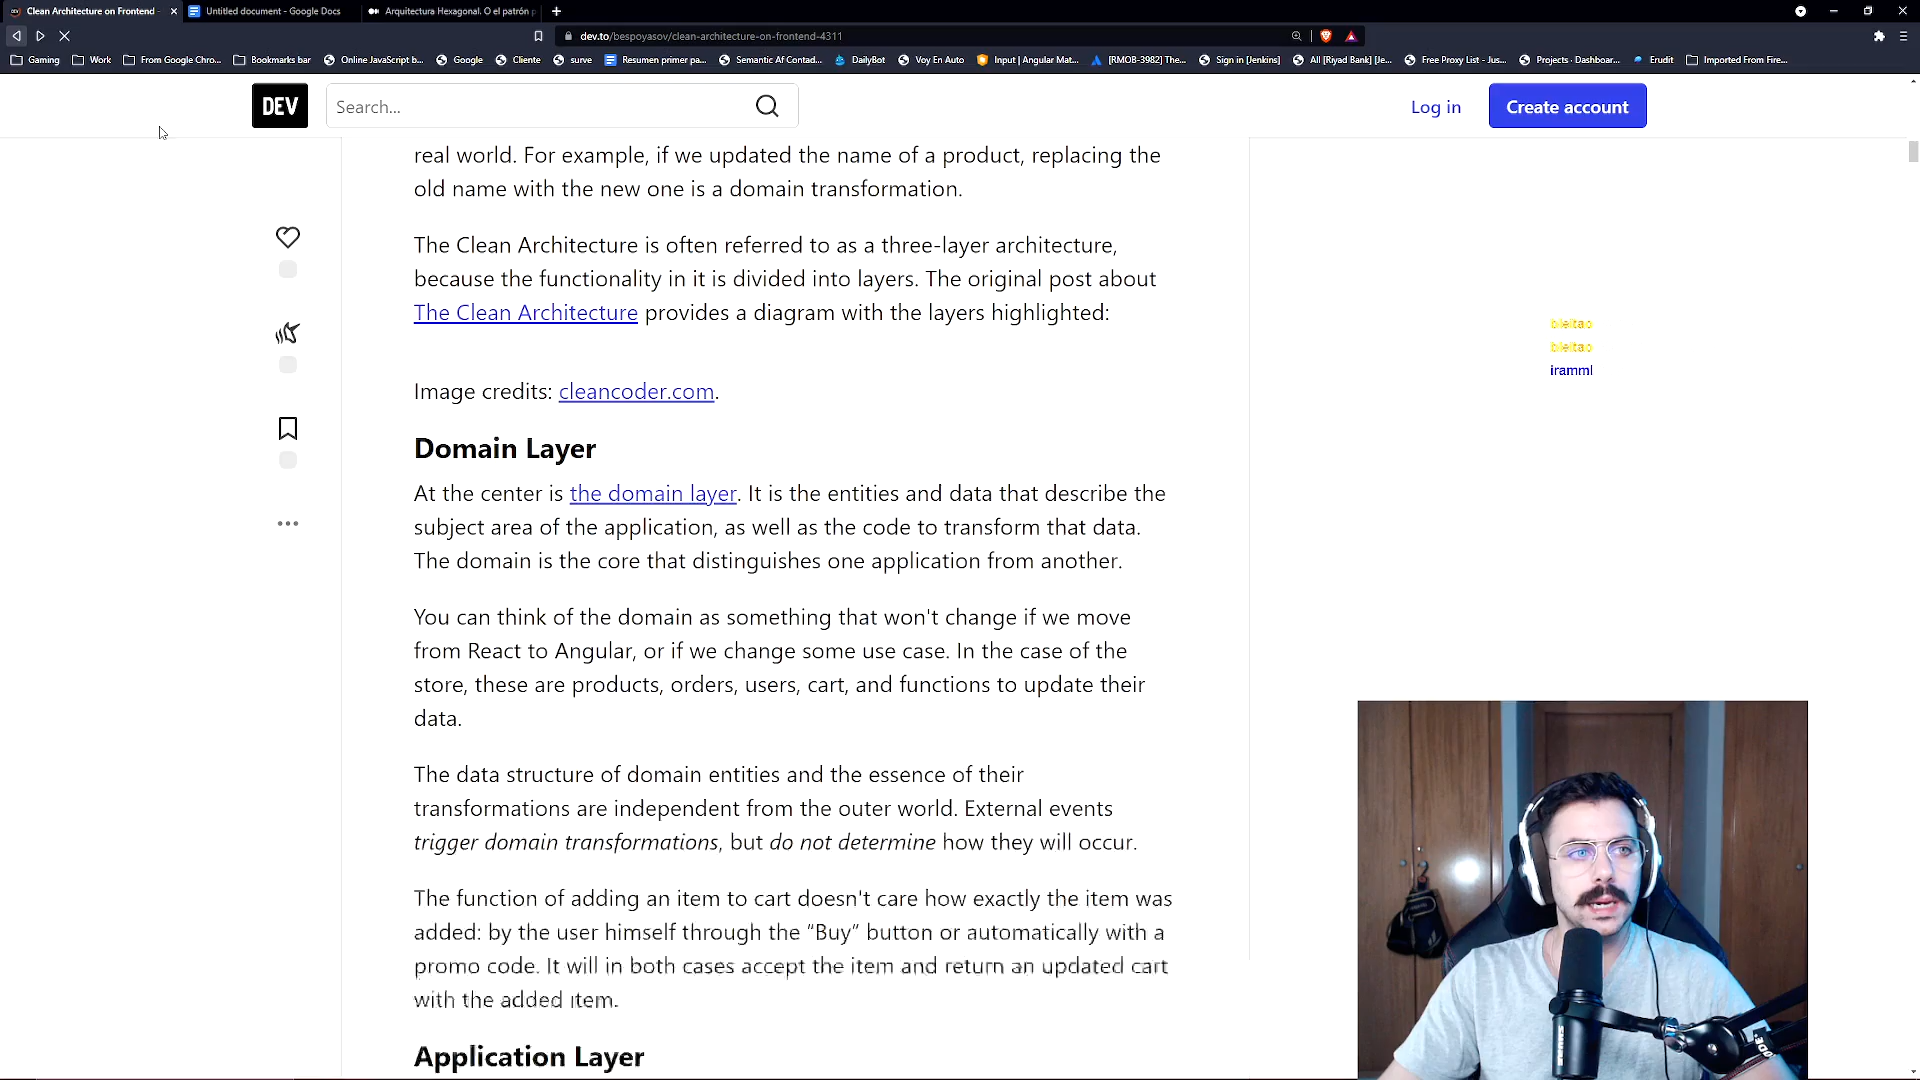 Clean Architecture on Frontend -
Untitled document - Google Docs
Arquitectura Hexagonal. O el patrón p
dev.to/bespoyasov/clean-architecture-on-frontend-4311
Gaming
Work
From Google Chro...
Bookmarks bar
Online JavaScript b...
Google
Cliente
surve
Resumen primer pa...
Semantic Af Contad...
DailyBot
Voy En Auto
Input | Angular Mat...
[RMOB-3982] The...
Sign in [Jenkins]
All [Riyad Bank] [Je...
Free Proxy List - Jus...
Projects · Dashboar...
Erudit
Imported From Fire...
DEV
Search...
Log in
Create account
real world. For example, if we updated the name of a product, replacing the
old name with the new one is a domain transformation.
The Clean Architecture is often referred to as a three-layer architecture,
because the functionality in it is divided into layers. The original post about
The Clean Architecture provides a diagram with the layers highlighted:
bleitao
bleitao
iramml
Image credits: cleancoder.com.
Domain Layer
At the center is the domain layer. It is the entities and data that describe the
subject area of the application, as well as the code to transform that data.
The domain is the core that distinguishes one application from another.
You can think of the domain as something that won't change if we move
from React to Angular, or if we change some use case. In the case of the
store, these are products, orders, users, cart, and functions to update their
data.
The data structure of domain entities and the essence of their
transformations are independent from the outer world. External events
trigger domain transformations, but do not determine how they will occur.
The function of adding an item to cart doesn't care how exactly the item was
added: by the user himself through the “Buy” button or automatically with a
promo code. It will in both cases accept the item and return an updated cart
with the added item.
Application Layer